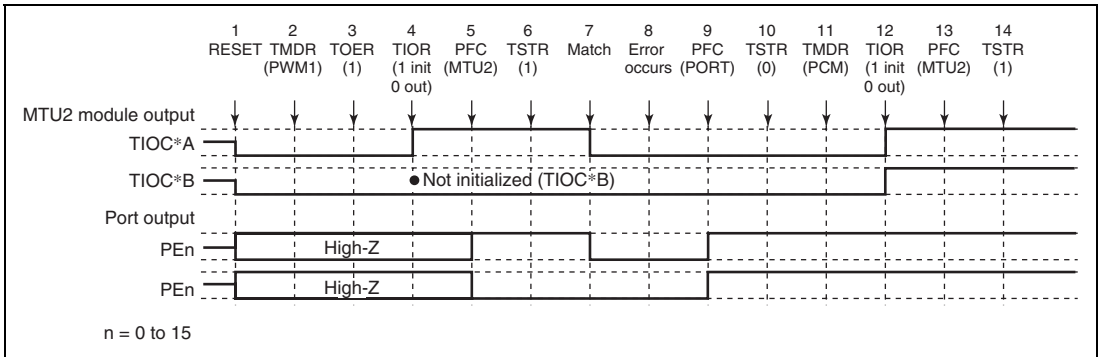 1 2 3 4 5 6 7 8 9 10 11 12 13 14
RESET TMDR TOER TIOR PFC TSTR Match Error PFC TSTR TMDR TIOR PFC TSTR
(PWM1) (1) (1 init (MTU2) (1) occurs (PORT) (0) (PCM) (1 init (MTU2) (1)
0 out) 0 out)
MTU2 module output
TIOC*A
TIOC*B ●Not initialized (TIOC*B)
Port output
PEn High-Z
PEn High-Z
n = 0 to 15